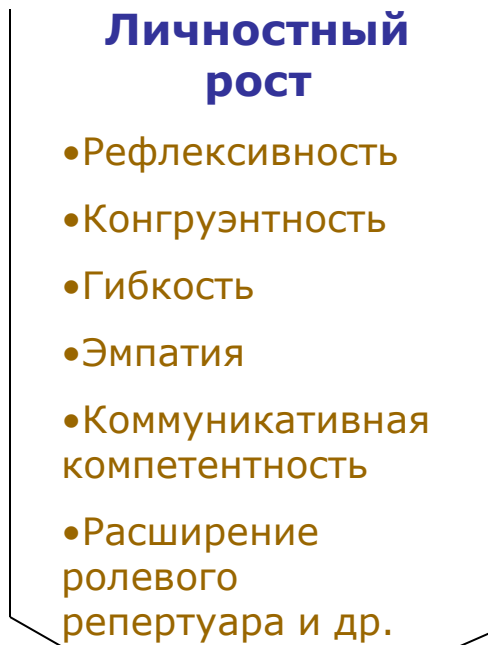 Личностный
рост
•Рефлексивность
•Конгруэнтность
•Гибкость
•Эмпатия
•Коммуникативная
компетентность
•Расширение
ролевого
репертуара и др.